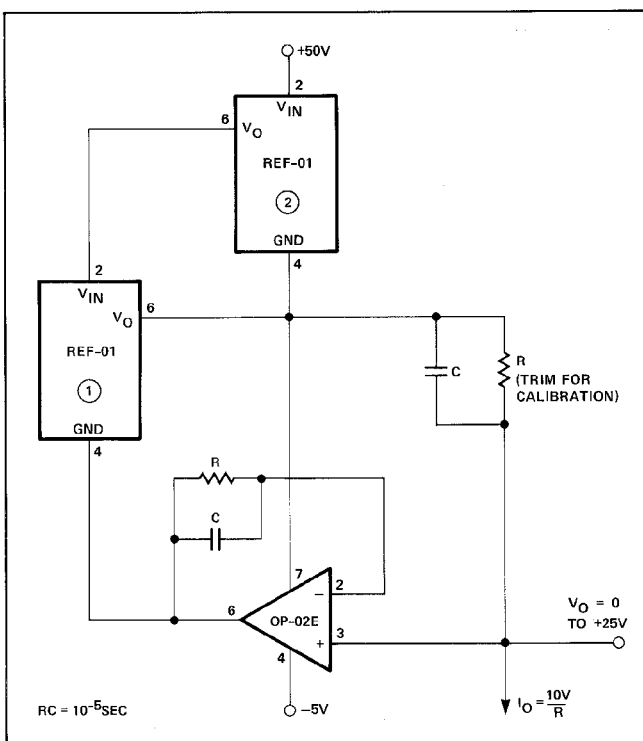 +50V
2
VIN
6
VO
REF-01
2
GND
4
2
VIN
6
VO
REF-01
1
GND
4
C
R
(TRIM FOR
CALIBRATION)
R
C
7
2
−
6
OP-02E
+
3
4
VO = 0
TO +25V
RC = 10-5SEC
−5V
IO = 10V
R